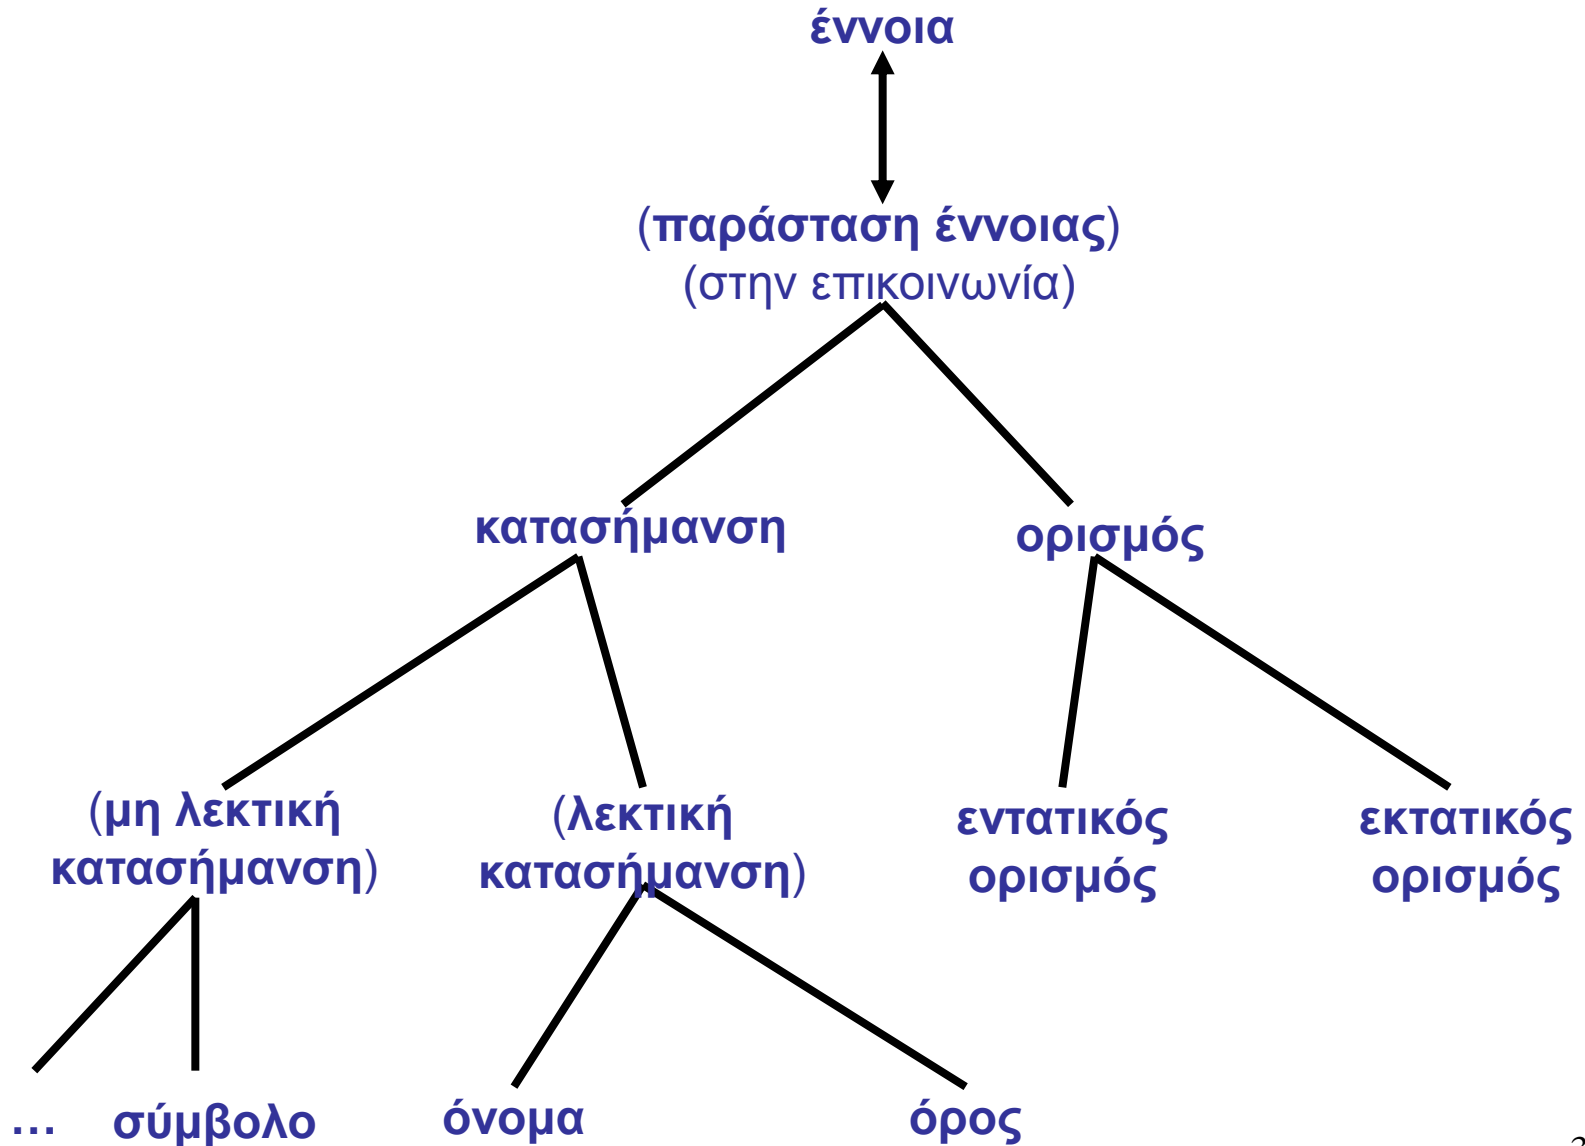 έννοια
(παράσταση έννοιας)
(στην επικοινωνία)
κατασήμανση
ορισμός
(μη λεκτική
κατασήμανση)
(λεκτική
κατασήμανση)
εντατικός
ορισμός
εκτατικός
ορισμός
...
σύμβολο
όνομα
όρος